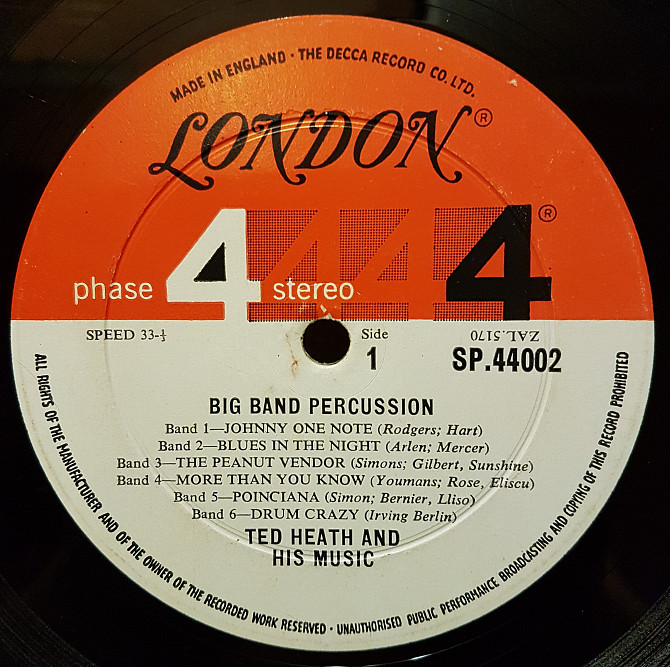 MADE IN ENGLAND · THE DECCA RECORD CO. LTD.
LONDON®
phase 4 stereo 4 4 4®
SPEED 33-⅓
Side
1
ZAL.5170
SP.44002
BIG BAND PERCUSSION
Band 1—JOHNNY ONE NOTE (Rodgers; Hart)
Band 2—BLUES IN THE NIGHT (Arlen; Mercer)
Band 3—THE PEANUT VENDOR (Simons; Gilbert, Sunshine)
Band 4—MORE THAN YOU KNOW (Youmans; Rose, Eliscu)
Band 5—POINCIANA (Simon; Bernier, Lliso)
Band 6—DRUM CRAZY (Irving Berlin)
TED HEATH AND
HIS MUSIC
ALL RIGHTS OF THE MANUFACTURER AND OF THE OWNER OF THE RECORDED WORK RESERVED · UNAUTHORISED PUBLIC PERFORMANCE BROADCASTING AND COPYING OF THIS RECORD PROHIBITED